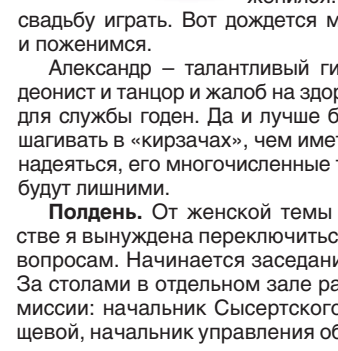 женился.
свадьбу играть. Вот дождется м
и поженимся.
Александр – талантливый ги
деонист и танцор и жалоб на здор
для службы годен. Да и лучше б
шагивать в «кирзачах», чем имет
надеяться, его многочисленные т
будут лишними.
Полдень. От женской темы
стве я вынуждена переключитьс
вопросам. Начинается заседани
За столами в отдельном зале ра
миссии: начальник Сысертского
щевой, начальник управления об